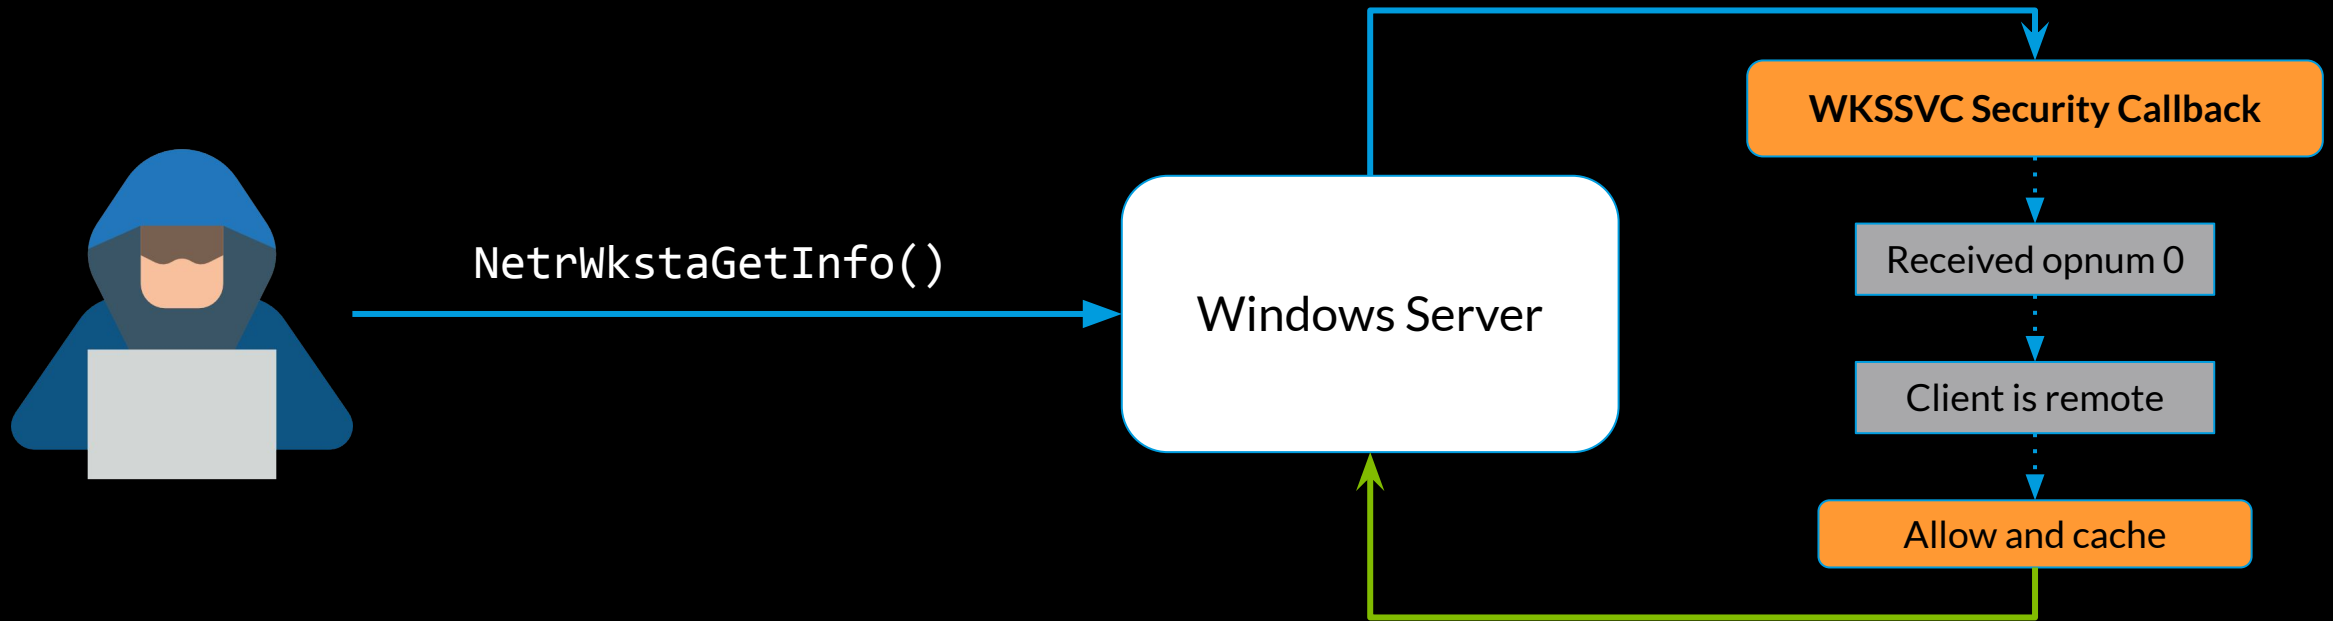 NetrWkstaGetInfo()
Windows Server
WKSSVC Security Callback
Received opnum 0
Client is remote
Allow and cache